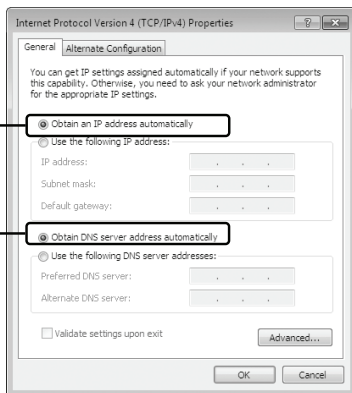 Internet Protocol Version 4 (TCP/IPv4) Properties
General
Alternate Configuration
You can get IP settings assigned automatically if your network supports
this capability. Otherwise, you need to ask your network administrator
for the appropriate IP settings.
Obtain an IP address automatically
Use the following IP address:
IP address:
Subnet mask:
Default gateway:
Obtain DNS server address automatically
Use the following DNS server addresses:
Preferred DNS server:
Alternate DNS server:
Validate settings upon exit
Advanced...
OK
Cancel